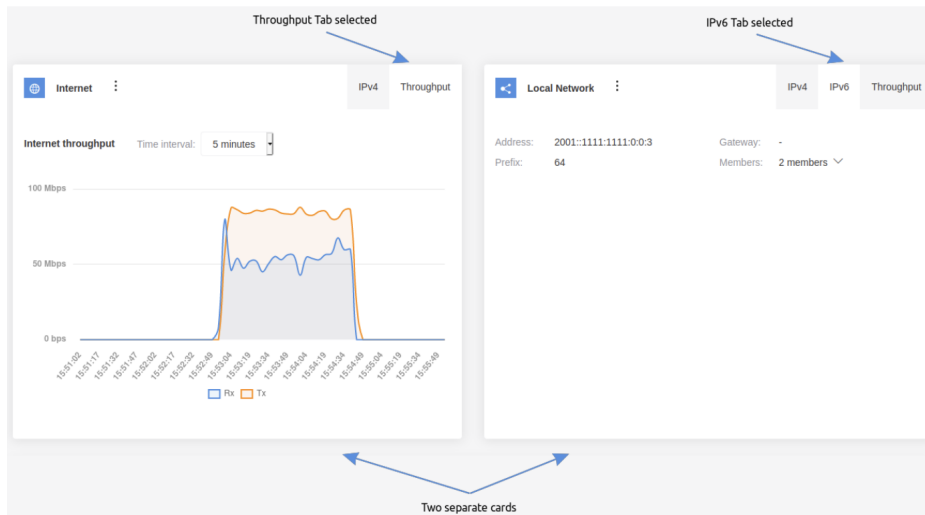 Throughput Tab selected
IPv6 Tab selected
Internet
IPv4
Throughput
Local Network
IPv4
IPv6
Throughput
Internet throughput
Time interval:
5 minutes
Address:
2001::1111:1111:0:0:3
Gateway:
-
Prefix:
64
Members:
2 members
100 Mbps
50 Mbps
0 bps
15:51:02
15:51:17
15:51:32
15:51:47
15:52:02
15:52:17
15:52:32
15:52:49
15:53:04
15:53:19
15:53:34
15:53:49
15:54:04
15:54:19
15:54:34
15:54:49
15:55:04
15:55:19
15:55:34
15:55:49
Rx
Tx
Two separate cards